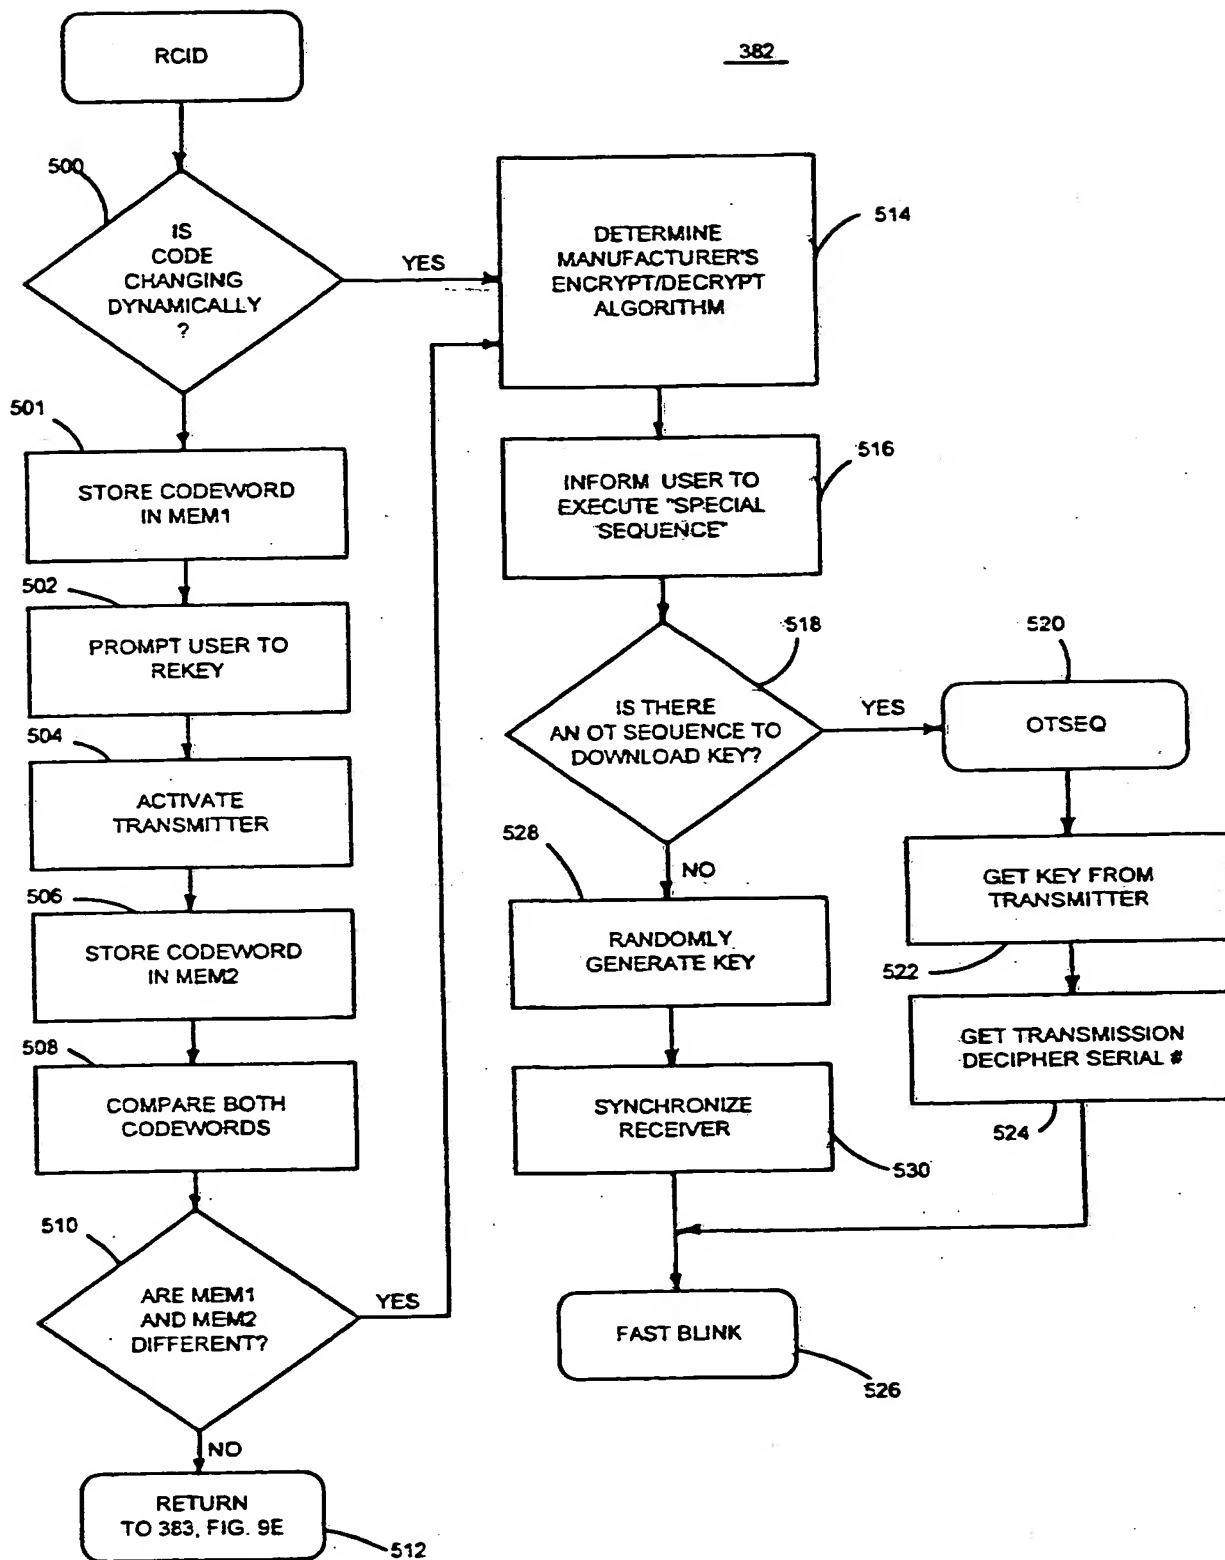 RCID
382
500
IS
CODE
CHANGING
DYNAMICALLY
?
YES
DETERMINE
MANUFACTURER'S
ENCRYPT/DECRYPT
ALGORITHM
514
501
STORE CODEWORD
IN MEM1
INFORM USER TO
EXECUTE "SPECIAL
SEQUENCE"
516
502
PROMPT USER TO
REKEY
518
IS THERE
AN OT SEQUENCE TO
DOWNLOAD KEY?
YES
520
OTSEQ
504
ACTIVATE
TRANSMITTER
528
NO
RANDOMLY
GENERATE KEY
GET KEY FROM
TRANSMITTER
522
506
STORE CODEWORD
IN MEM2
GET TRANSMISSION
DECIPHER SERIAL #
524
508
COMPARE BOTH
CODEWORDS
SYNCHRONIZE
RECEIVER
530
510
ARE MEM1
AND MEM2
DIFFERENT?
YES
FAST BLINK
526
NO
RETURN
TO 383, FIG. 9E
512